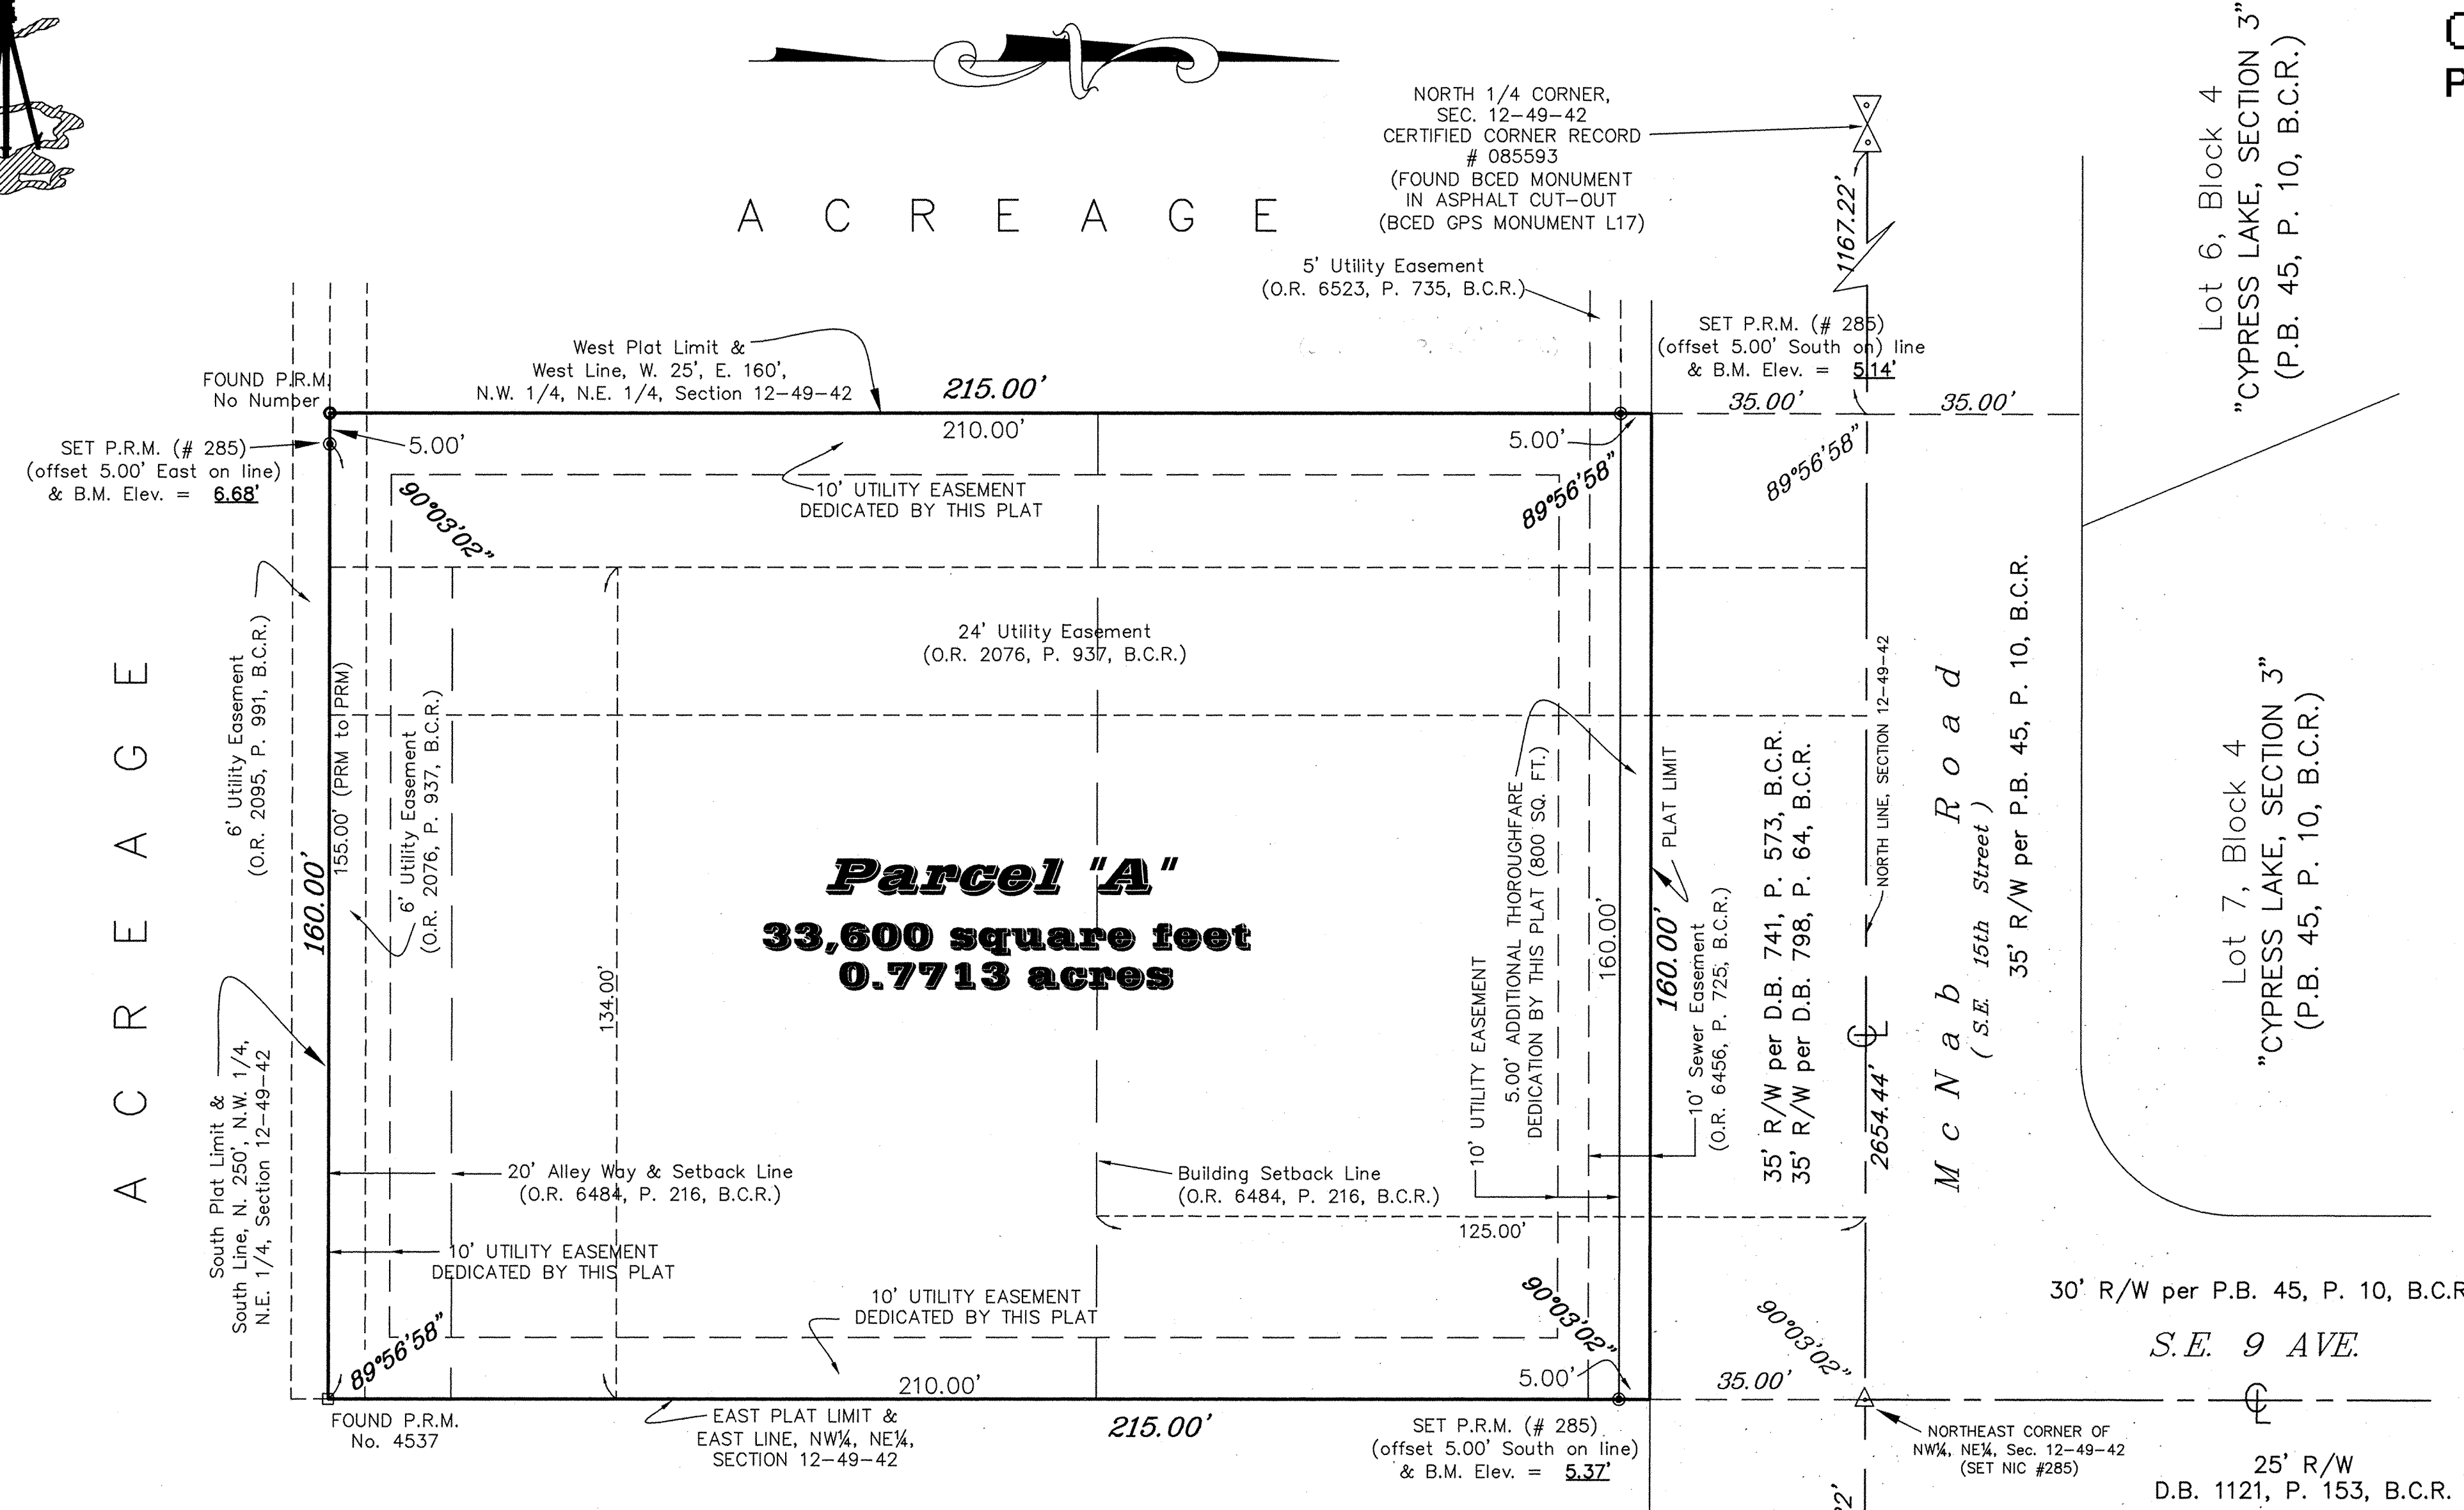 N
NORTH 1/4 CORNER,
SEC. 12-49-42
CERTIFIED CORNER RECORD
# 085593
(FOUND BCED MONUMENT
IN ASPHALT CUT-OUT
(BCED GPS MONUMENT L17)
1167.22'
A C R E A G E
5' Utility Easement
(O.R. 6523, P. 735, B.C.R.)
SET P.R.M. (# 285)
(offset 5.00' South on) line
& B.M. Elev. = 5.14'
West Plat Limit &
West Line, W. 25', E. 160',
N.W. 1/4, N.E. 1/4, Section 12-49-42
215.00'
FOUND P.R.M.
No Number
SET P.R.M. (# 285)
(offset 5.00' East on line)
& B.M. Elev. = 6.68'
5.00'
210.00'
5.00'
35.00'
35.00'
90°03'02"
10' UTILITY EASEMENT
DEDICATED BY THIS PLAT
89°56'58"
89°56'58"
24' Utility Easement
(O.R. 2076, P. 937, B.C.R.)
A C R E A G E
6' Utility Easement
(O.R. 2095, P. 991, B.C.R.)
160.00'
155.00' (PRM to PRM)
6' Utility Easement
(O.R. 2076, P. 937, B.C.R.)
South Plat Limit &
South Line, N. 250', N.W. 1/4,
N.E. 1/4, Section 12-49-42
134.00'
Parcel "A"
33,600 square feet
0.7713 acres
20' Alley Way & Setback Line
(O.R. 6484, P. 216, B.C.R.)
Building Setback Line
(O.R. 6484, P. 216, B.C.R.)
125.00'
10' UTILITY EASEMENT
DEDICATED BY THIS PLAT
10' UTILITY EASEMENT
DEDICATED BY THIS PLAT
10' UTILITY EASEMENT
5.00' ADDITIONAL THOROUGHFARE
DEDICATION BY THIS PLAT (800 SQ. FT.)
160.00'
PLAT LIMIT
160.00'
10' Sewer Easement
(O.R. 6456, P. 725, B.C.R.)
35' R/W per D.B. 741, P. 573, B.C.R.
35' R/W per D.B. 798, P. 64, B.C.R.
NORTH LINE, SECTION 12-49-42
CL
2654.44'
McNab Road
(S.E. 15th Street)
35' R/W per P.B. 45, P. 10, B.C.R.
Lot 6, Block 4
"CYPRESS LAKE, SECTION 3"
(P.B. 45, P. 10, B.C.R.)
Lot 7, Block 4
"CYPRESS LAKE, SECTION 3"
(P.B. 45, P. 10, B.C.R.)
89°56'58"
90°03'02"
90°03'02"
210.00'
5.00'
35.00'
FOUND P.R.M.
No. 4537
EAST PLAT LIMIT &
EAST LINE, NW¼, NE¼,
SECTION 12-49-42
215.00'
SET P.R.M. (# 285)
(offset 5.00' South on line)
& B.M. Elev. = 5.37'
30' R/W per P.B. 45, P. 10, B.C.R
S.E. 9 AVE.
CL
NORTHEAST CORNER OF
NW¼, NE¼, Sec. 12-49-42
(SET NIC #285)
25' R/W
D.B. 1121, P. 153, B.C.R.